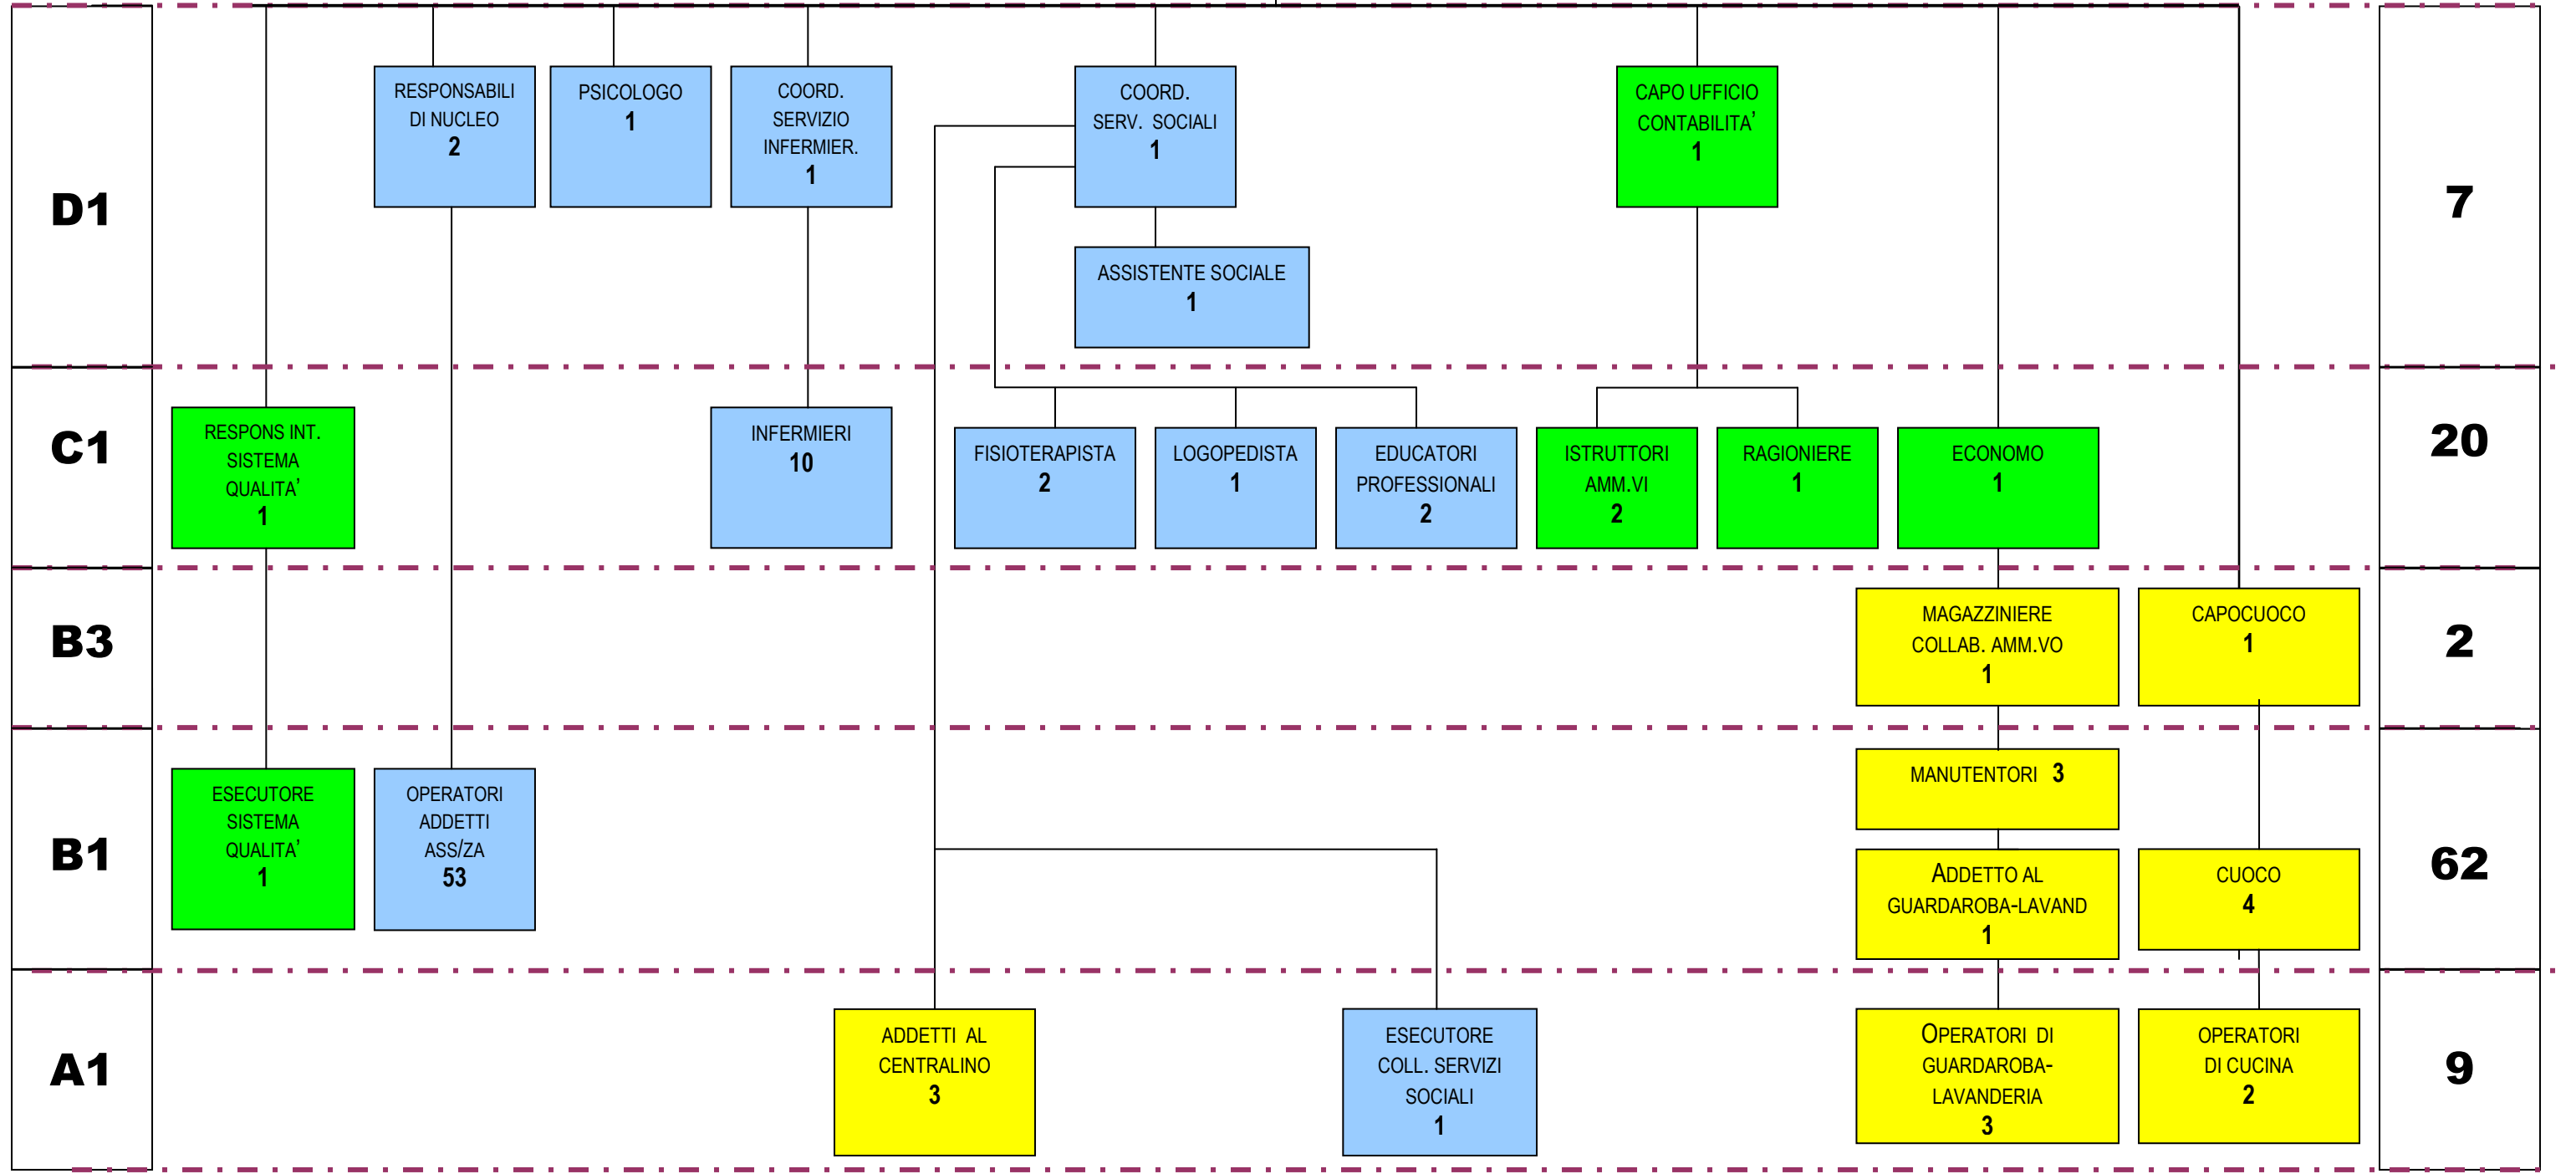 D1
RESPONSABILI
DI NUCLEO
2
PSICOLOGO
1
COORD.
SERVIZIO
INFERMIER.
1
COORD.
SERV. SOCIALI
1
CAPO UFFICIO
CONTABILITA'
1
ASSISTENTE SOCIALE
1
7
C1
RESPONS INT.
SISTEMA
QUALITA'
1
INFERMIERI
10
FISIOTERAPISTA
2
LOGOPEDISTA
1
EDUCATORI
PROFESSIONALI
2
ISTRUTTORI
AMM.VI
2
RAGIONIERE
1
ECONOMO
1
20
B3
MAGAZZINIERE
COLLAB. AMM.VO
1
CAPOCUOCO
1
2
B1
ESECUTORE
SISTEMA
QUALITA'
1
OPERATORI
ADDETTI
ASS/ZA
53
MANUTENTORI 3
ADDETTO AL
GUARDAROBA-LAVAND
1
CUOCO
4
62
A1
ADDETTI AL
CENTRALINO
3
ESECUTORE
COLL. SERVIZI
SOCIALI
1
OPERATORI DI
GUARDAROBA-
LAVANDERIA
3
OPERATORI
DI CUCINA
2
9